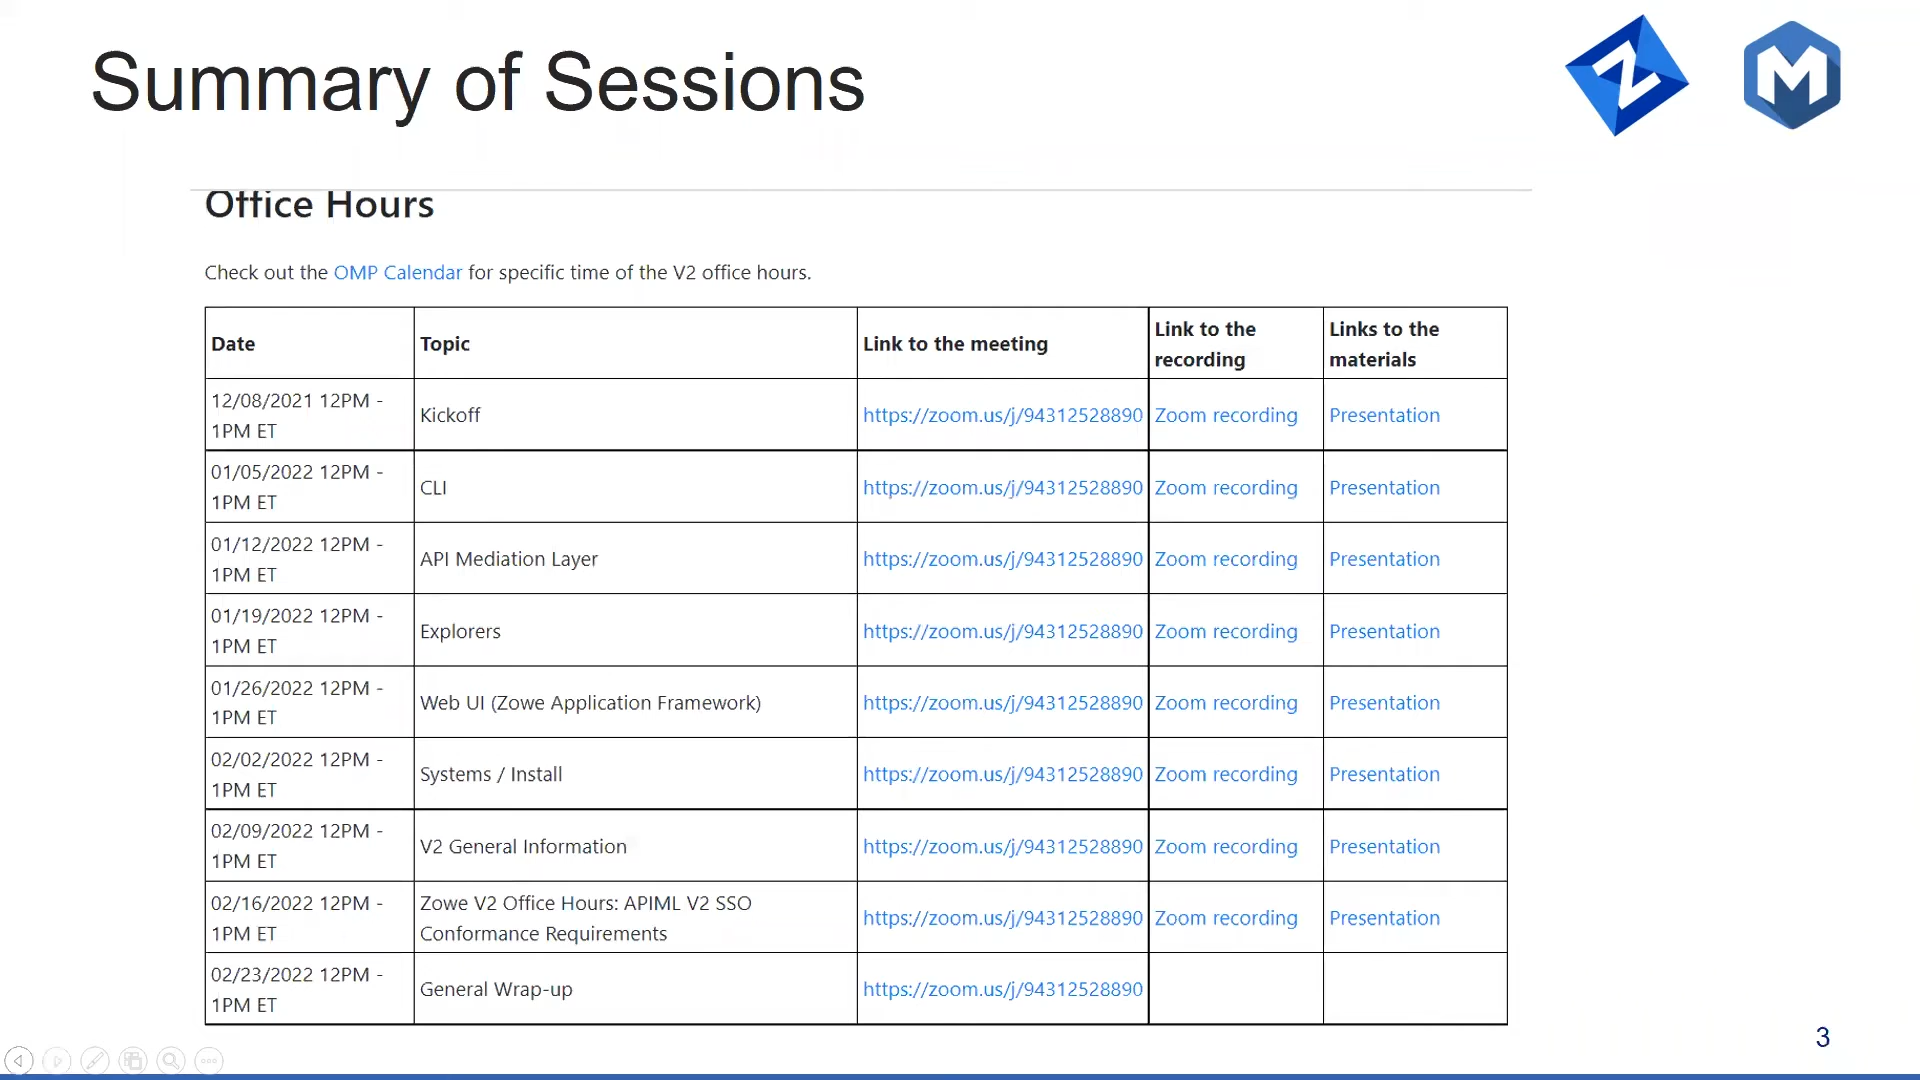 Summary of Sessions
Office Hours
Check out the OMP Calendar for specific time of the V2 office hours.
Date Topic Link to the meeting Link to the recording Links to the materials
12/08/2021 12PM - 1PM ET Kickoff https://zoom.us/j/94312528890 Zoom recording Presentation
01/05/2022 12PM - 1PM ET CLI https://zoom.us/j/94312528890 Zoom recording Presentation
01/12/2022 12PM - 1PM ET API Mediation Layer https://zoom.us/j/94312528890 Zoom recording Presentation
01/19/2022 12PM - 1PM ET Explorers https://zoom.us/j/94312528890 Zoom recording Presentation
01/26/2022 12PM - 1PM ET Web UI (Zowe Application Framework) https://zoom.us/j/94312528890 Zoom recording Presentation
02/02/2022 12PM - 1PM ET Systems / Install https://zoom.us/j/94312528890 Zoom recording Presentation
02/09/2022 12PM - 1PM ET V2 General Information https://zoom.us/j/94312528890 Zoom recording Presentation
02/16/2022 12PM - 1PM ET Zowe V2 Office Hours: APIML V2 SSO Conformance Requirements https://zoom.us/j/94312528890 Zoom recording Presentation
02/23/2022 12PM - 1PM ET General Wrap-up https://zoom.us/j/94312528890
3